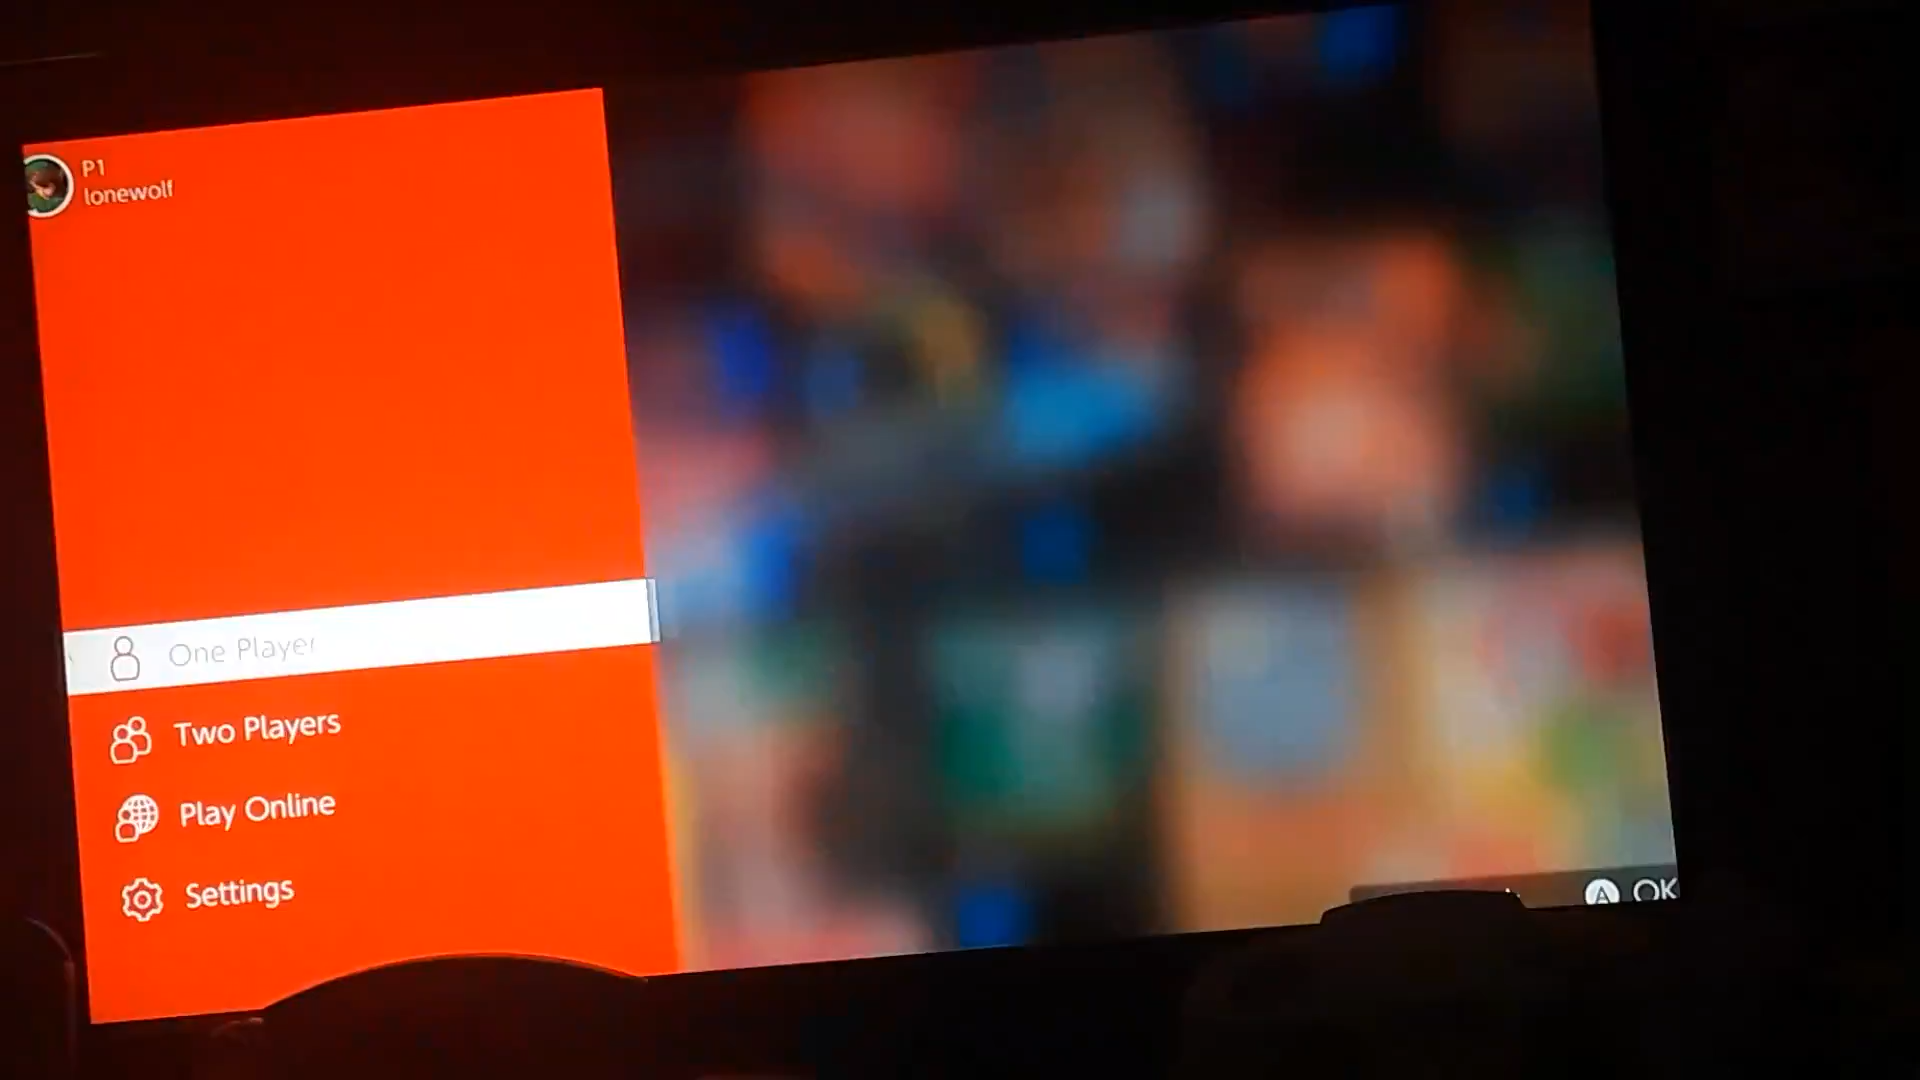 P1
lonewolf
One Player
Two Players
Play Online
Settings
A OK